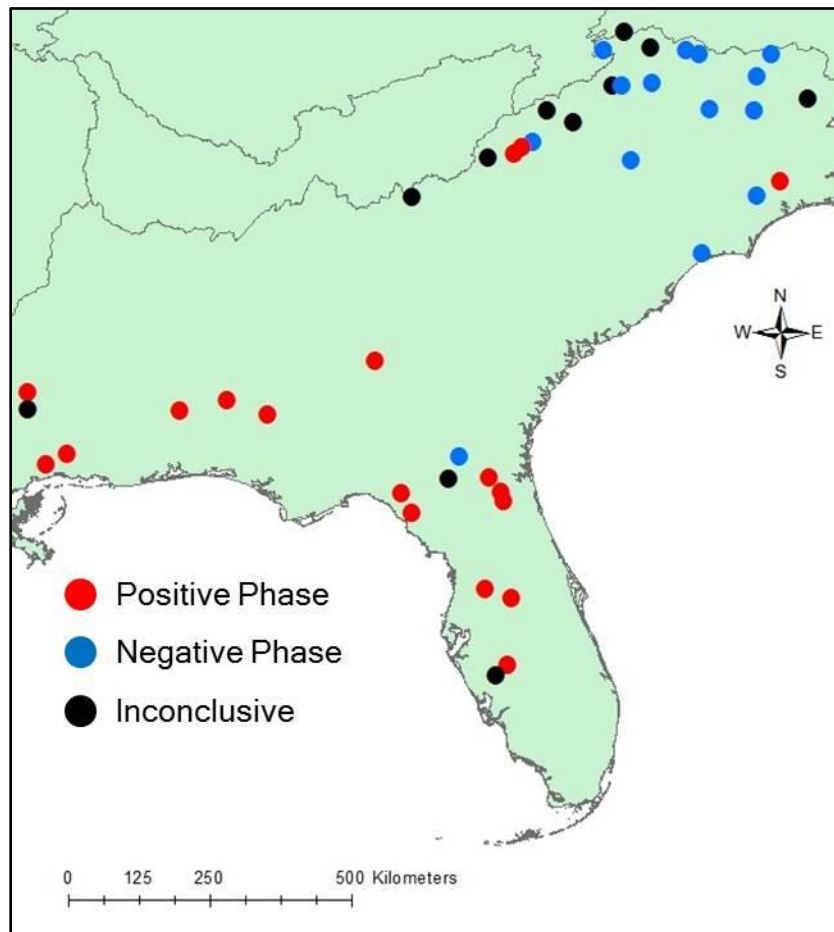 N
W E
S
Positive Phase
Negative Phase
Inconclusive
0 125 250 500 Kilometers